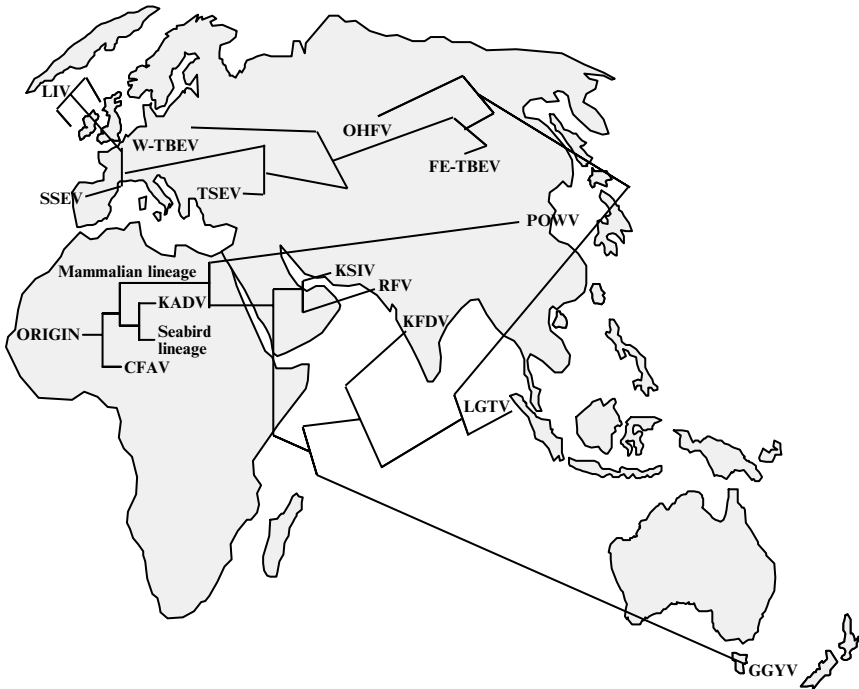 LIV
W-TBEV
OHFV
FE-TBEV
SSEV
TSEV
POWV
Mammalian lineage
KSIV
RFV
KADV
KFDV
ORIGIN
Seabird
lineage
CFAV
LGTV
GGYV